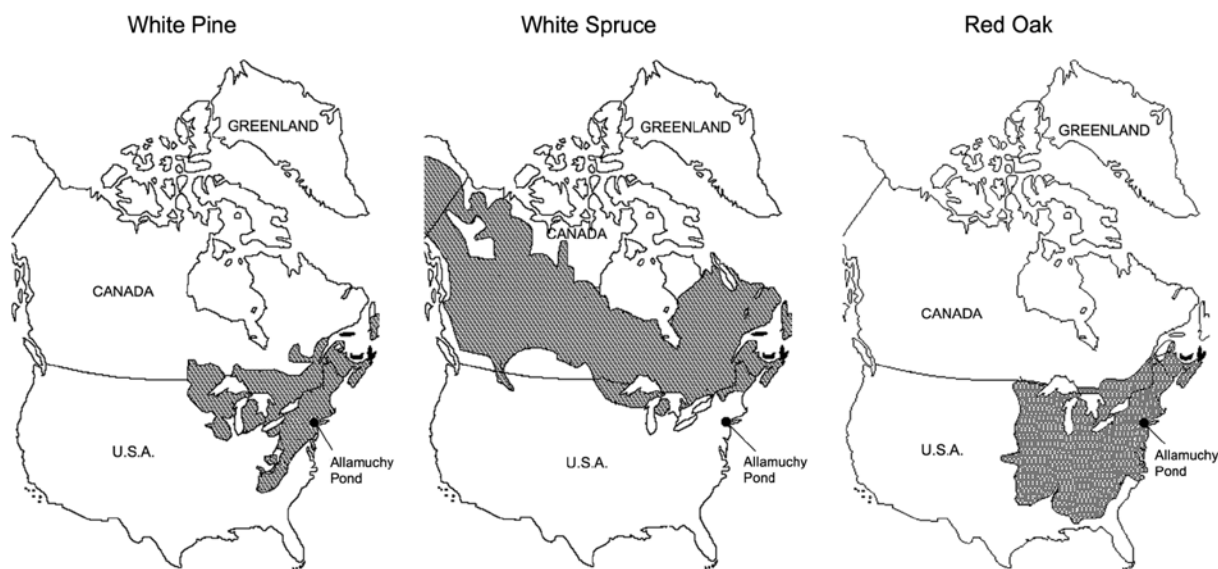 White Pine
GREENLAND
CANADA
U.S.A.
Allamuchy
Pond
White Spruce
GREENLAND
CANADA
U.S.A.
Allamuchy
Pond
Red Oak
GREENLAND
CANADA
U.S.A.
Allamuchy
Pond